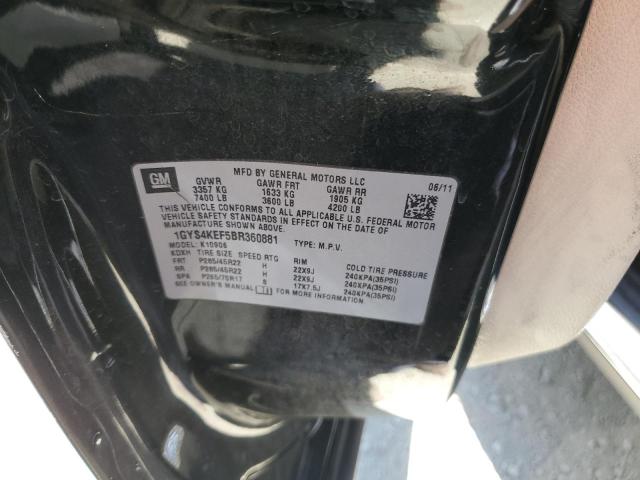 GM
MFD BY GENERAL MOTORS LLC 06/11
GVWR GAWR FRT GAWR RR
3357 KG 1633 KG 1905 KG
7400 LB 3600 LB 4200 LB
THIS VEHICLE CONFORMS TO ALL APPLICABLE U.S. FEDERAL MOTOR
VEHICLE SAFETY STANDARDS IN EFFECT ON THE DATE OF
MANUFACTURE SHOWN ABOVE.
1GYS4KEF5BR360881 TYPE: M.P.V.
MODEL: K10906
KDKH TIRE SIZE SPEED RTG RIM COLD TIRE PRESSURE
FRT P285/45R22 H 22X9J 240KPA(35PSI)
RR P285/45R22 H 22X9J 240KPA(35PSI)
SPA P265/70R17 S 17X7.5J 240KPA(35PSI)
SEE OWNER'S MANUAL FOR MORE INFORMATION